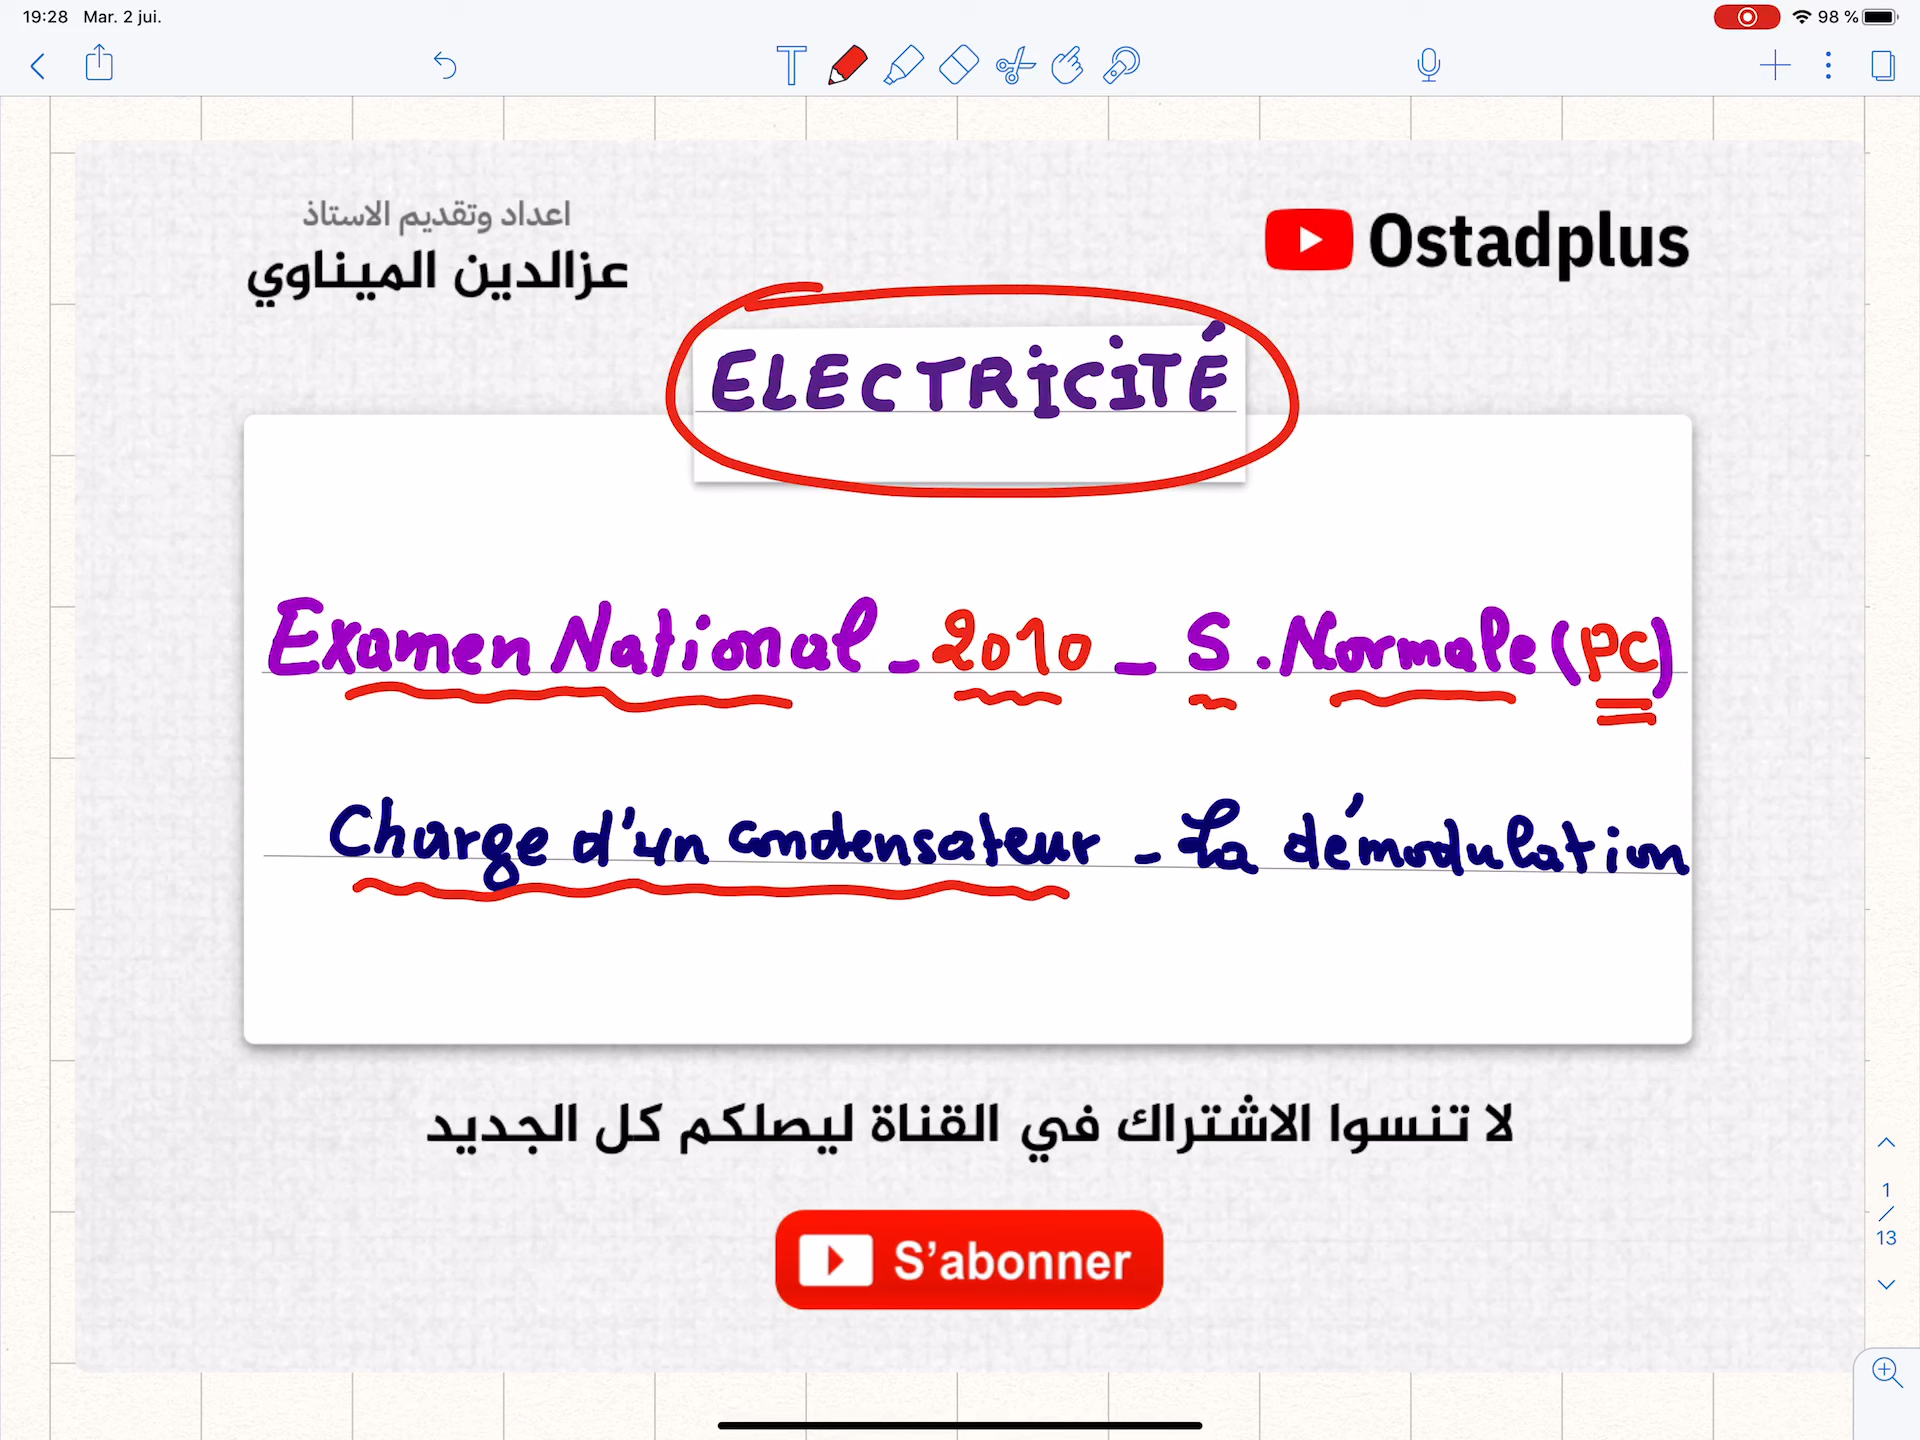 19:28 Mar. 2 jui. 98 %
اعداد وتقديم الاستاذ
عزالدين الميناوي
Ostadplus
ELECTRiCiTÉ
Examen National - 2010 - S. Normale (PC)
Charge d'un condensateur - La démodulation
لا تنسوا الاشتراك في القناة ليصلكم كل الجديد
S'abonner
1
/
13